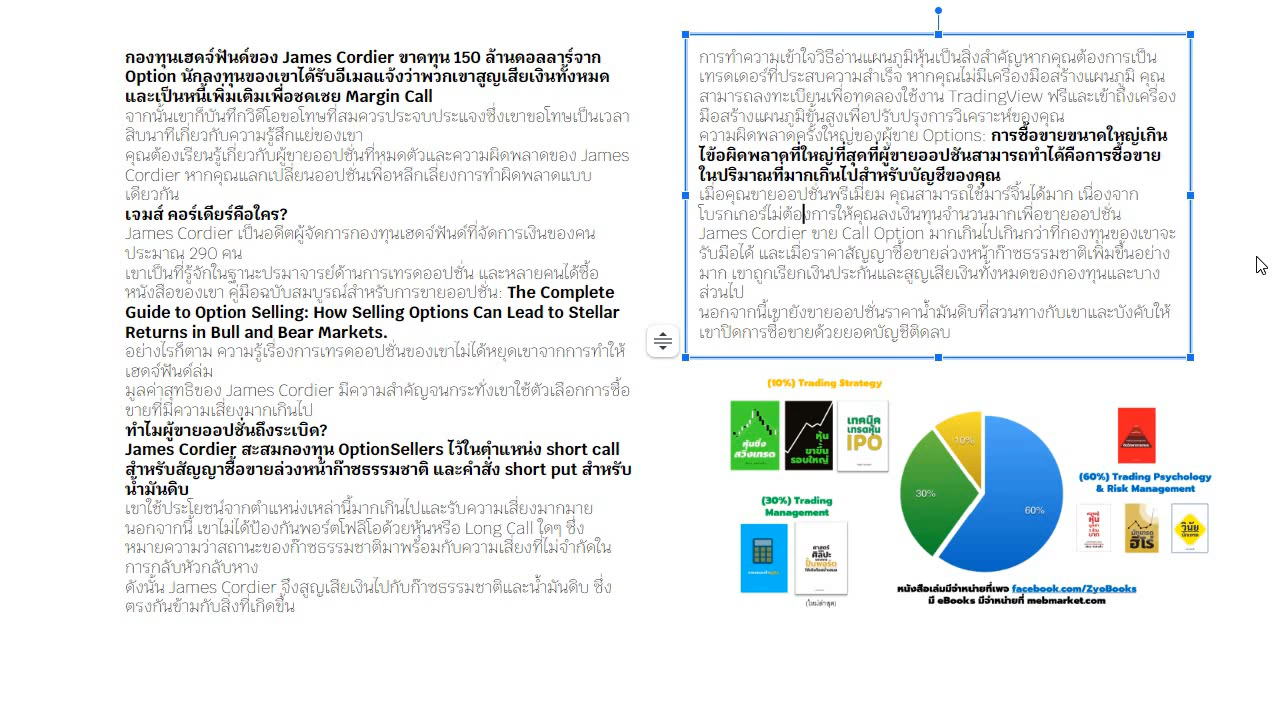 กองทุนเฮดจ์ฟันด์ของ James Cordier ขาดทุน 150 ล้านดอลลาร์จาก
Option นักลงทุนของเขาได้รับอีเมลแจ้งว่าพวกเขาสูญเสียเงินทั้งหมด
และเป็นหนี้เพิ่มเติมเพื่อชดเชย Margin Call
จากนั้นเขาก็บันทึกวิดีโอขอโทษที่สมควรประจบประแจงซึ่งเขาขอโทษเป็นเวลา
สิบนาทีเกี่ยวกับความรู้สึกแย่ของเขา
คุณต้องเรียนรู้เกี่ยวกับผู้ขายออปชั่นที่หมดตัวและความผิดพลาดของ James
Cordier หากคุณแลกเปลี่ยนออปชันเพื่อหลีกเลี่ยงการทำผิดพลาดแบบ
เดียวกัน
เจมส์ คอร์เดียร์คือใคร?
James Cordier เป็นอดีตผู้จัดการกองทุนเฮดจ์ฟันด์ที่จัดการเงินของคน
ประมาณ 290 คน
เขาเป็นที่รู้จักในฐานะปรมาจารย์ด้านการเทรดออปชั่น และหลายคนได้ซื้อ
หนังสือของเขา คู่มือฉบับสมบูรณ์สำหรับการขายออปชั่น: The Complete
Guide to Option Selling: How Selling Options Can Lead to Stellar
Returns in Bull and Bear Markets.
อย่างไรก็ตาม ความรู้เรื่องการเทรดออปชั่นของเขาไม่ได้หยุดเขาจากการทำให้
เฮดจ์ฟันด์ล่ม
มูลค่าสุทธิของ James Cordier มีความสำคัญจนกระทั่งเขาใช้ตัวเลือกการซื้อ
ขายที่มีความเสี่ยงมากเกินไป
ทำไมผู้ขายออปชั่นถึงระเบิด?
James Cordier สะสมกองทุน OptionSellers ไว้ในตำแหน่ง short call
สำหรับสัญญาซื้อขายล่วงหน้าก๊าซธรรมชาติ และคำสั่ง short put สำหรับ
น้ำมันดิบ
เขาใช้ประโยชน์จากตำแหน่งเหล่านี้มากเกินไปและรับความเสี่ยงมากมาย
นอกจากนี้ เขาไม่ได้ป้องกันพอร์ตโฟลิโอด้วยหุ้นหรือ Long Call ใดๆ ซึ่ง
หมายความว่าสถานะของก๊าซธรรมชาติมาพร้อมกับความเสี่ยงที่ไม่จำกัดใน
การกลับหัวกลับหาง
ดังนั้น James Cordier จึงสูญเสียเงินไปกับก๊าซธรรมชาติและน้ำมันดิบ ซึ่ง
ตรงกันข้ามกับสิ่งที่เกิดขึ้น
การทำความเข้าใจวิธีอ่านแผนภูมิหุ้นเป็นสิ่งสำคัญหากคุณต้องการเป็น
เทรดเดอร์ที่ประสบความสำเร็จ หากคุณไม่มีเครื่องมือสร้างแผนภูมิ คุณ
สามารถลงทะเบียนเพื่อทดลองใช้งาน TradingView ฟรีและเข้าถึงเครื่อง
มือสร้างแผนภูมิขั้นสูงเพื่อปรับปรุงการวิเคราะห์ของคุณ
ความผิดพลาดครั้งใหญ่ของผู้ขาย Options: การซื้อขายขนาดใหญ่เกิน
ไข้อผิดพลาดที่ใหญ่ที่สุดที่ผู้ขายออปชันสามารถทำได้คือการซื้อขาย
ในปริมาณที่มากเกินไปสำหรับบัญชีของคุณ
เมื่อคุณขายออปชั่นพรีเมี่ยม คุณสามารถใช้มาร์จิ้นได้มาก เนื่องจาก
โบรกเกอร์ไม่ต้องการให้คุณลงเงินทุนจำนวนมากเพื่อขายออปชั่น
James Cordier ขาย Call Option มากเกินไปเกินกว่าที่กองทุนของเขาจะ
รับมือได้ และเมื่อราคาสัญญาซื้อขายล่วงหน้าก๊าซธรรมชาติเพิ่มขึ้นอย่าง
มาก เขาถูกเรียกเงินประกันและสูญเสียเงินทั้งหมดของกองทุนและบาง
ส่วนไป
นอกจากนี้เขายังขายออปชั่นราคาน้ำมันดิบที่สวนทางกับเขาและบังคับให้
เขาปิดการซื้อขายด้วยยอดบัญชีติดลบ
(10%) Trading Strategy
หุ้นซิ่ง
สวิงเทรด
หุ้น
ขาขึ้น
รอบใหญ่
เทคนิค
เทรดหุ้น
IPO
(30%) Trading
Management
ศาสตร์
ศิลปะ
ปั้นพอร์ต
(ใหม่ล่าสุด)
10%
30%
60%
(60%) Trading Psychology
& Risk Management
ฮีโร่
วินัย
หนังสือเล่มมีจำหน่ายที่เพจ facebook.com/ZyoBooks
มี eBooks มีจำหน่ายที่ mebmarket.com